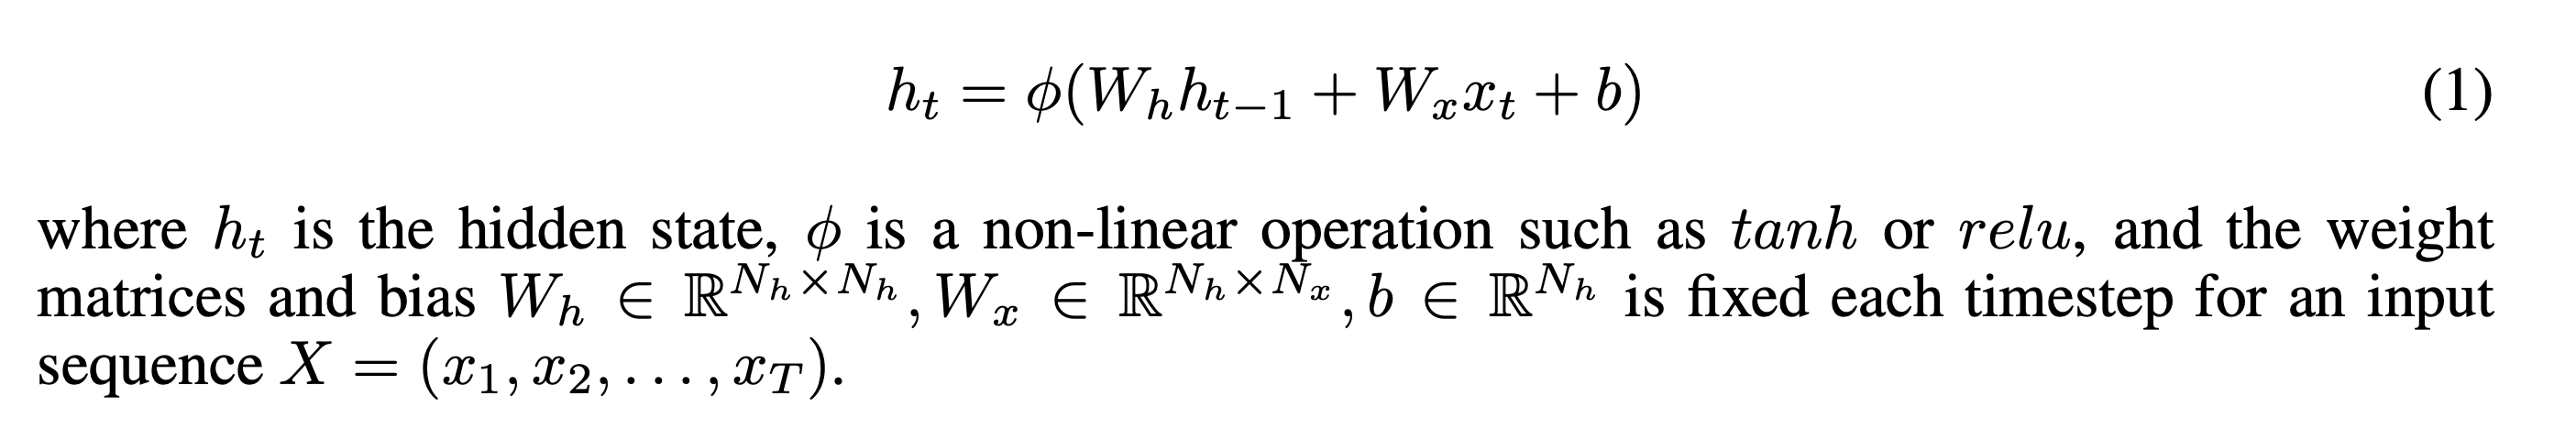 h_t = ϕ(W_h h_{t−1} + W_x x_t + b) (1)
where h_t is the hidden state, ϕ is a non-linear operation such as tanh or relu, and the weight
matrices and bias W_h ∈ ℝ^{N_h×N_h}, W_x ∈ ℝ^{N_h×N_x}, b ∈ ℝ^{N_h} is fixed each timestep for an input
sequence X = (x_1, x_2, . . . , x_T).